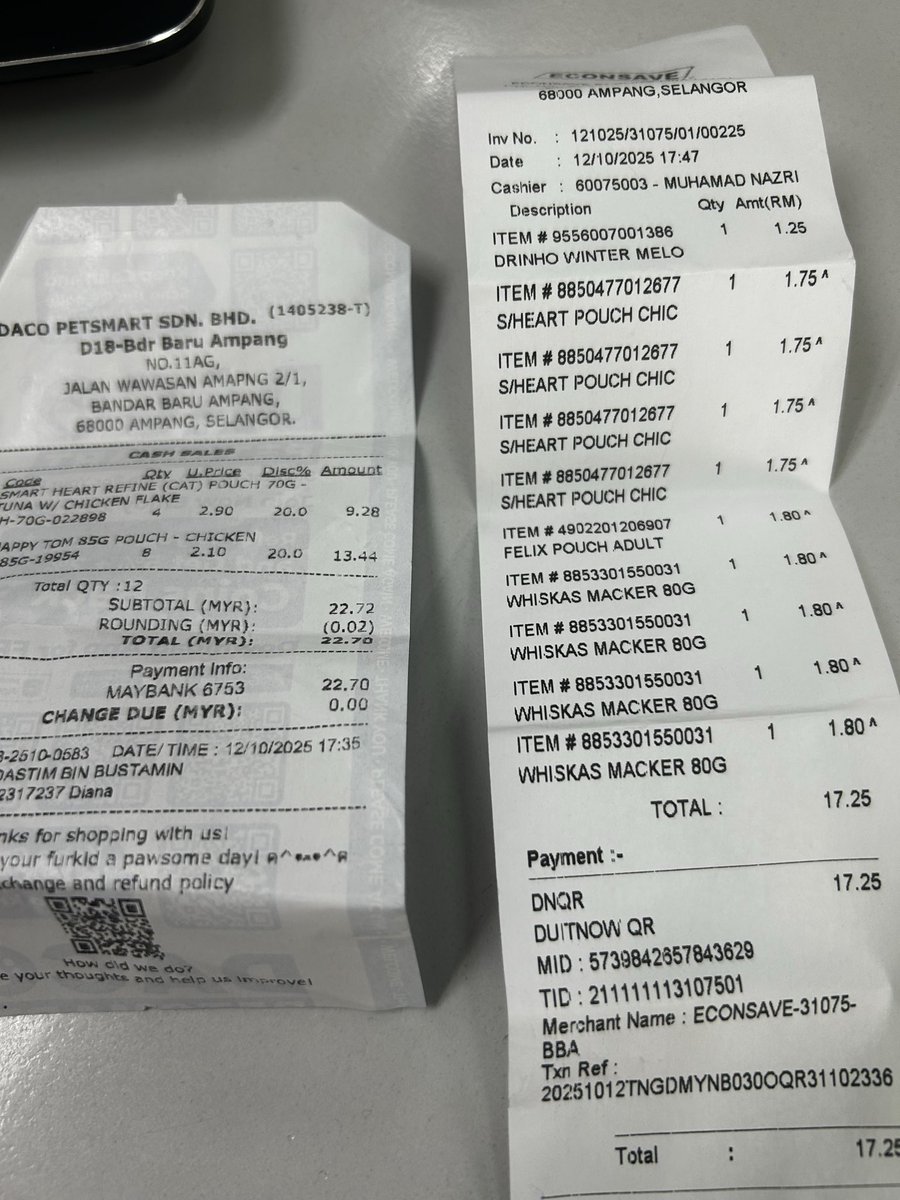 DACO PETSMART SDN. BHD. (1405238-T)
D18-Bdr Baru Ampang
NO.11AG,
JALAN WAWASAN AMAPNG 2/1,
BANDAR BARU AMPANG,
68000 AMPANG, SELANGOR.
CASH SALES
Code Qty U.Price Disc% Amount
SMART HEART REFINE (CAT) POUCH 70G -
TUNA W/ CHICKEN FLAKE
H-70G-022898 4 2.90 20.0 9.28
APPY TOM 85G POUCH - CHICKEN
85G-19954 8 2.10 20.0 13.44
Total QTY :12
SUBTOTAL (MYR): 22.72
ROUNDING (MYR): (0.02)
TOTAL (MYR): 22.70
Payment Info:
MAYBANK 6753 22.70
CHANGE DUE (MYR): 0.00
-2510-0583 DATE/TIME : 12/10/2025 17:35
DASTIM BIN BUSTAMIN
2317237 Diana
nks for shopping with us!
your furkid a pawsome day!
change and refund policy
How did we do?
e your thoughts and help us improve!
ECONSAVE
68000 AMPANG,SELANGOR
Inv No. : 121025/31075/01/00225
Date : 12/10/2025 17:47
Cashier : 60075003 - MUHAMAD NAZRI
Description Qty Amt(RM)
ITEM # 9556007001386 1 1.25
DRINHO WINTER MELO
ITEM # 8850477012677 1 1.75 ^
S/HEART POUCH CHIC
ITEM # 8850477012677 1 1.75 ^
S/HEART POUCH CHIC
ITEM # 8850477012677 1 1.75 ^
S/HEART POUCH CHIC
ITEM # 8850477012677 1 1.75 ^
S/HEART POUCH CHIC
ITEM # 4902201206907 1 1.80 ^
FELIX POUCH ADULT
ITEM # 8853301550031 1 1.80 ^
WHISKAS MACKER 80G
ITEM # 8853301550031 1 1.80 ^
WHISKAS MACKER 80G
ITEM # 8853301550031 1 1.80 ^
WHISKAS MACKER 80G
ITEM # 8853301550031 1 1.80 ^
WHISKAS MACKER 80G
TOTAL : 17.25
Payment :-
DNQR 17.25
DUITNOW QR
MID : 5739842657843629
TID : 211111113107501
Merchant Name : ECONSAVE-31075-
BBA
Txn Ref :
20251012TNGDMYNB030OQR31102336
Total : 17.25